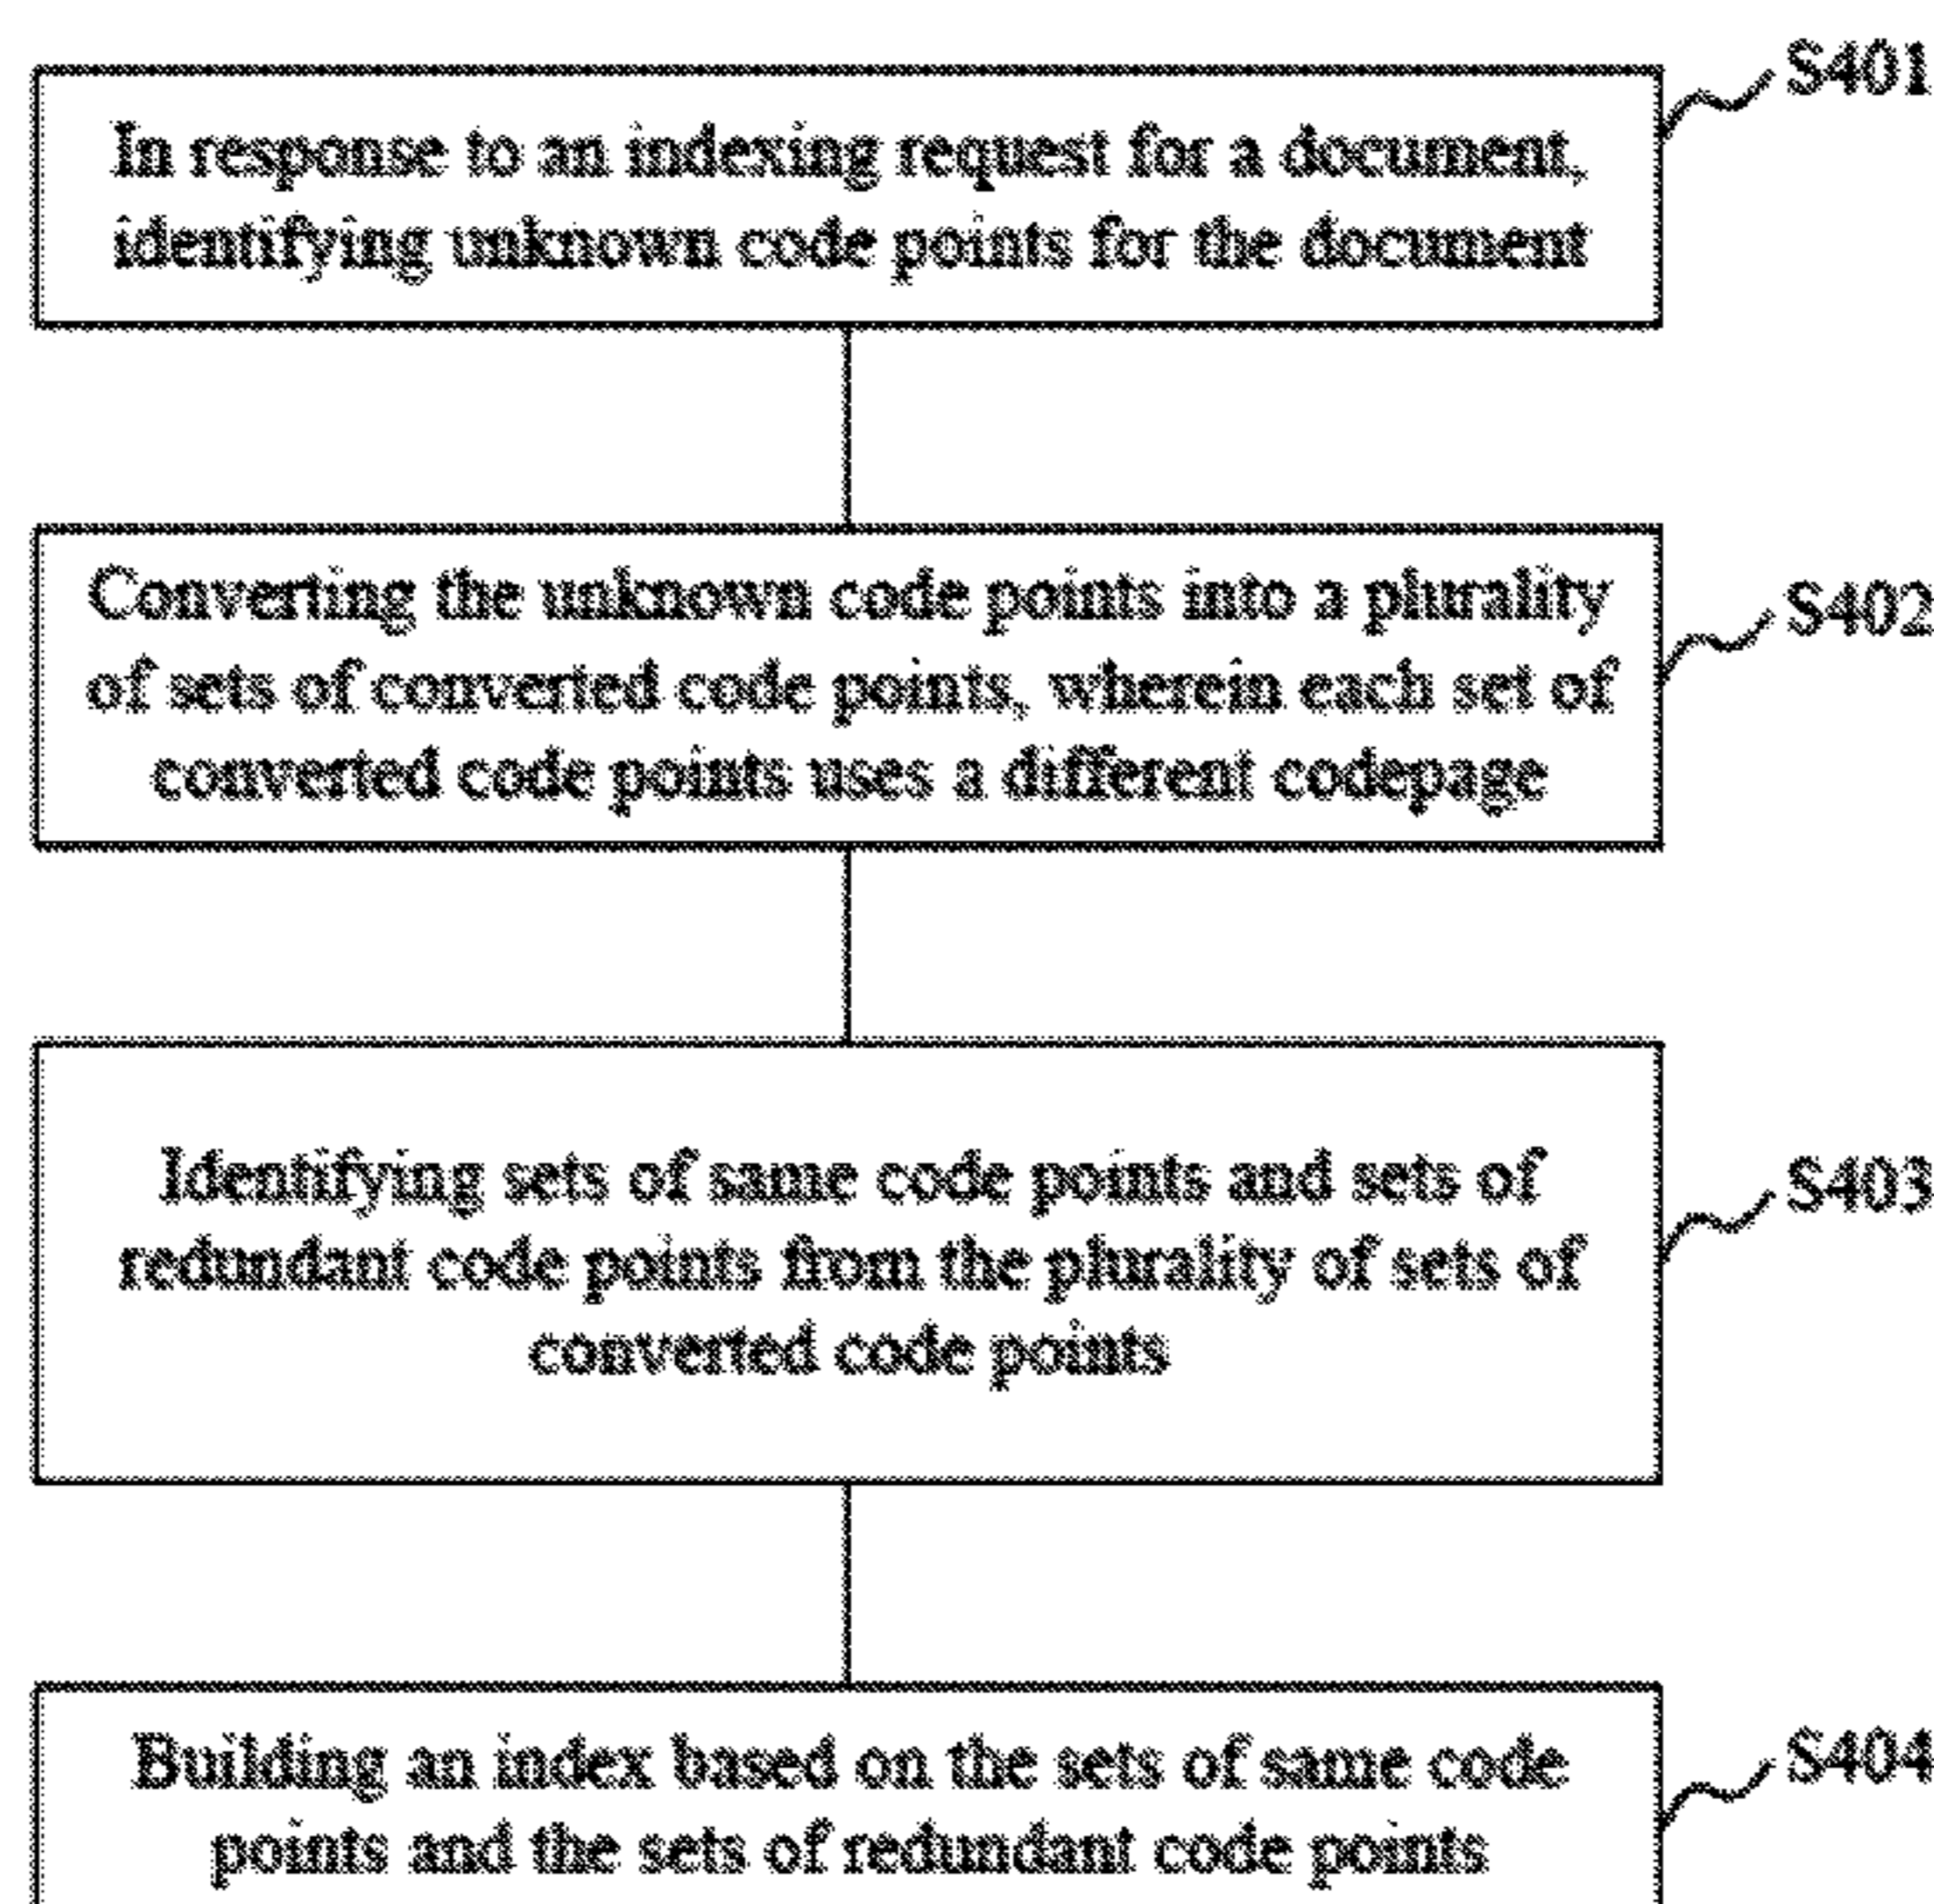 S401
In response to an indexing request for a document,
identifying unknown code points for the document
Converting the unknown code points into a plurality
S402
of sets of converted code points, wherein each set of
converted code points uses a different codepage
Identifying sets of same code points and sets of
S403
redundant code points from the plurality of sets of
converted code points
Building an index based on the sets of same code
S404
points and the sets of redundant code points